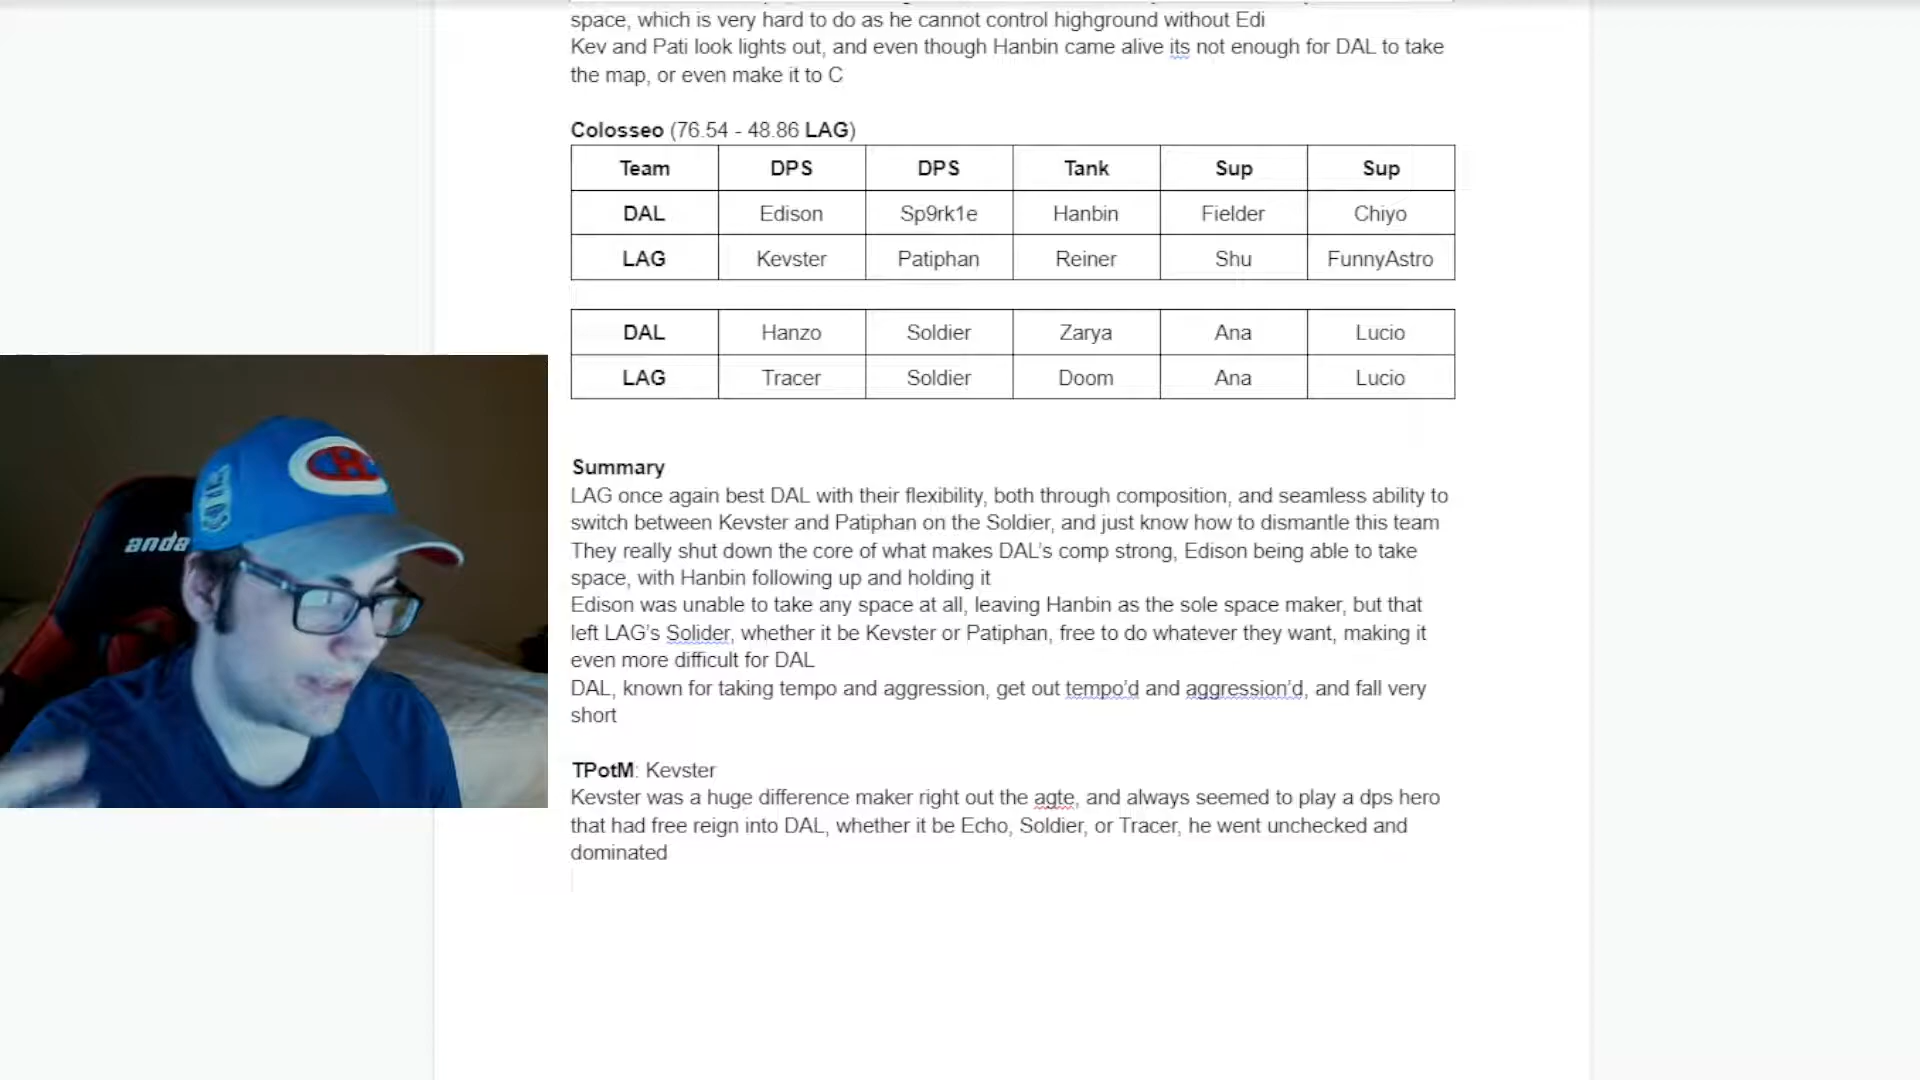 space, which is very hard to do as he cannot control highground without Edi
Kev and Pati look lights out, and even though Hanbin came alive its not enough for DAL to take
the map, or even make it to C
Colosseo (76.54 - 48.86 LAG)
Team DPS DPS Tank Sup Sup
DAL Edison Sp9rk1e Hanbin Fielder Chiyo
LAG Kevster Patiphan Reiner Shu FunnyAstro
DAL Hanzo Soldier Zarya Ana Lucio
LAG Tracer Soldier Doom Ana Lucio
Summary
LAG once again best DAL with their flexibility, both through composition, and seamless ability to
switch between Kevster and Patiphan on the Soldier, and just know how to dismantle this team
They really shut down the core of what makes DAL's comp strong, Edison being able to take
space, with Hanbin following up and holding it
Edison was unable to take any space at all, leaving Hanbin as the sole space maker, but that
left LAG's Solider, whether it be Kevster or Patiphan, free to do whatever they want, making it
even more difficult for DAL
DAL, known for taking tempo and aggression, get out tempo'd and aggression'd, and fall very
short
TPotM: Kevster
Kevster was a huge difference maker right out the agte, and always seemed to play a dps hero
that had free reign into DAL, whether it be Echo, Soldier, or Tracer, he went unchecked and
dominated
anda